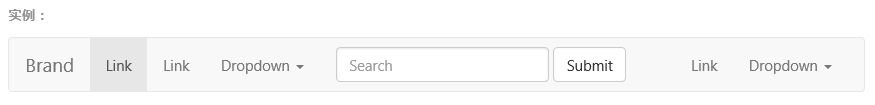 实例：
Brand Link Link Dropdown Search Submit Link Dropdown